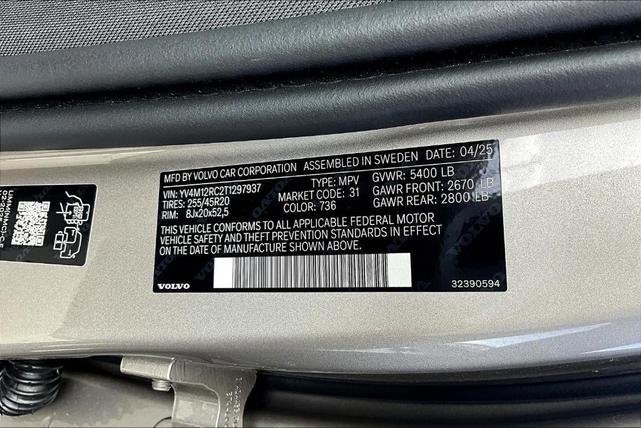 MFD BY VOLVO CAR CORPORATION ASSEMBLED IN SWEDEN DATE: 04/25
VIN: YV4M12RC2T1297937 TYPE: MPV GVWR: 5400 LB
TIRES: 255/45R20 MARKET CODE: 31 GAWR FRONT: 2670 LB
RIM: 8Jx20x52,5 COLOR: 736 GAWR REAR: 2800 LB
THIS VEHICLE CONFORMS TO ALL APPLICABLE FEDERAL MOTOR
VEHICLE SAFETY AND THEFT PREVENTION STANDARDS IN EFFECT
ON THE DATE OF MANUFACTURE SHOWN ABOVE.
VOLVO 32390594